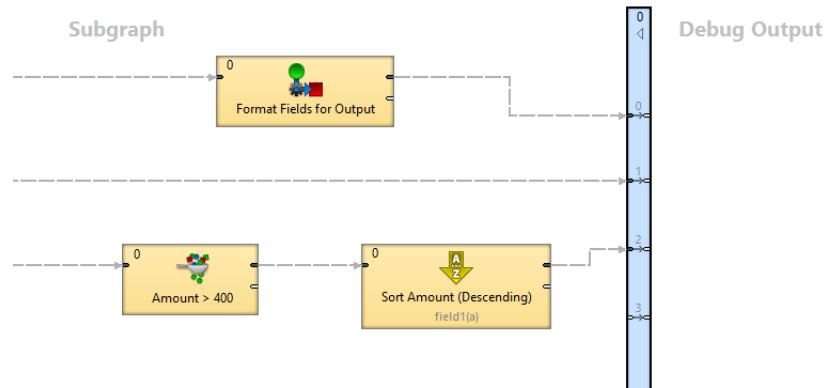 Subgraph
0
Debug Output
0
Format Fields for Output
0
1
2
0
Amount > 400
0
A
Z
Sort Amount (Descending)
field1(a)
3